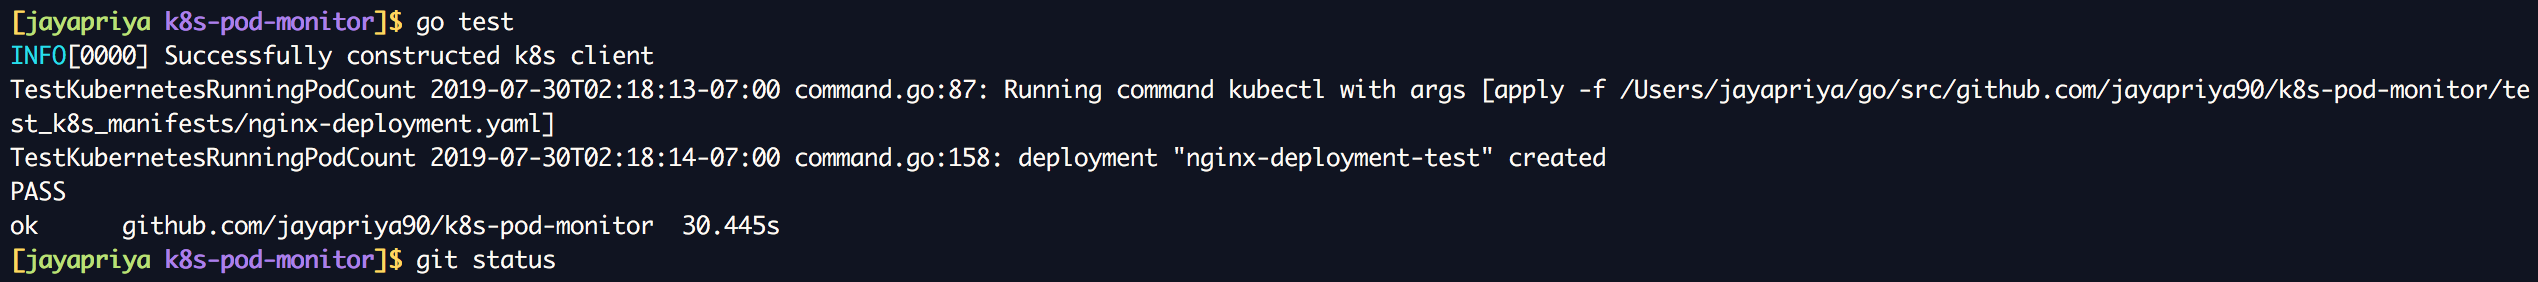 [jayapriya k8s-pod-monitor]$ go test
INFO[0000] Successfully constructed k8s client
TestKubernetesRunningPodCount 2019-07-30T02:18:13-07:00 command.go:87: Running command kubectl with args [apply -f /Users/jayapriya/go/src/github.com/jayapriya90/k8s-pod-monitor/te
st_k8s_manifests/nginx-deployment.yaml]
TestKubernetesRunningPodCount 2019-07-30T02:18:14-07:00 command.go:158: deployment "nginx-deployment-test" created
PASS
ok      github.com/jayapriya90/k8s-pod-monitor  30.445s
[jayapriya k8s-pod-monitor]$ git status